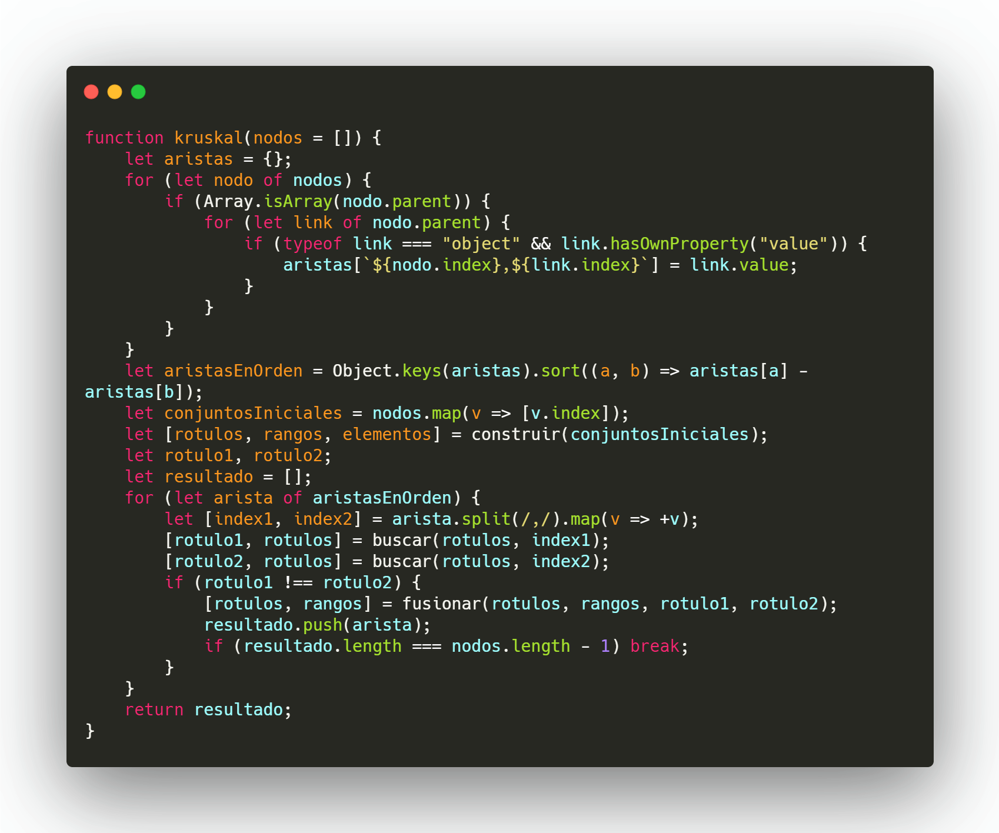 function kruskal(nodos = []) {
    let aristas = {};
    for (let nodo of nodos) {
        if (Array.isArray(nodo.parent)) {
            for (let link of nodo.parent) {
                if (typeof link === "object" && link.hasOwnProperty("value")) {
                    aristas[`${nodo.index},${link.index}`] = link.value;
                }
            }
        }
    }
    let aristasEnOrden = Object.keys(aristas).sort((a, b) => aristas[a] -
aristas[b]);
    let conjuntosIniciales = nodos.map(v => [v.index]);
    let [rotulos, rangos, elementos] = construir(conjuntosIniciales);
    let rotulo1, rotulo2;
    let resultado = [];
    for (let arista of aristasEnOrden) {
        let [index1, index2] = arista.split(/,/).map(v => +v);
        [rotulo1, rotulos] = buscar(rotulos, index1);
        [rotulo2, rotulos] = buscar(rotulos, index2);
        if (rotulo1 !== rotulo2) {
            [rotulos, rangos] = fusionar(rotulos, rangos, rotulo1, rotulo2);
            resultado.push(arista);
            if (resultado.length === nodos.length - 1) break;
        }
    }
    return resultado;
}